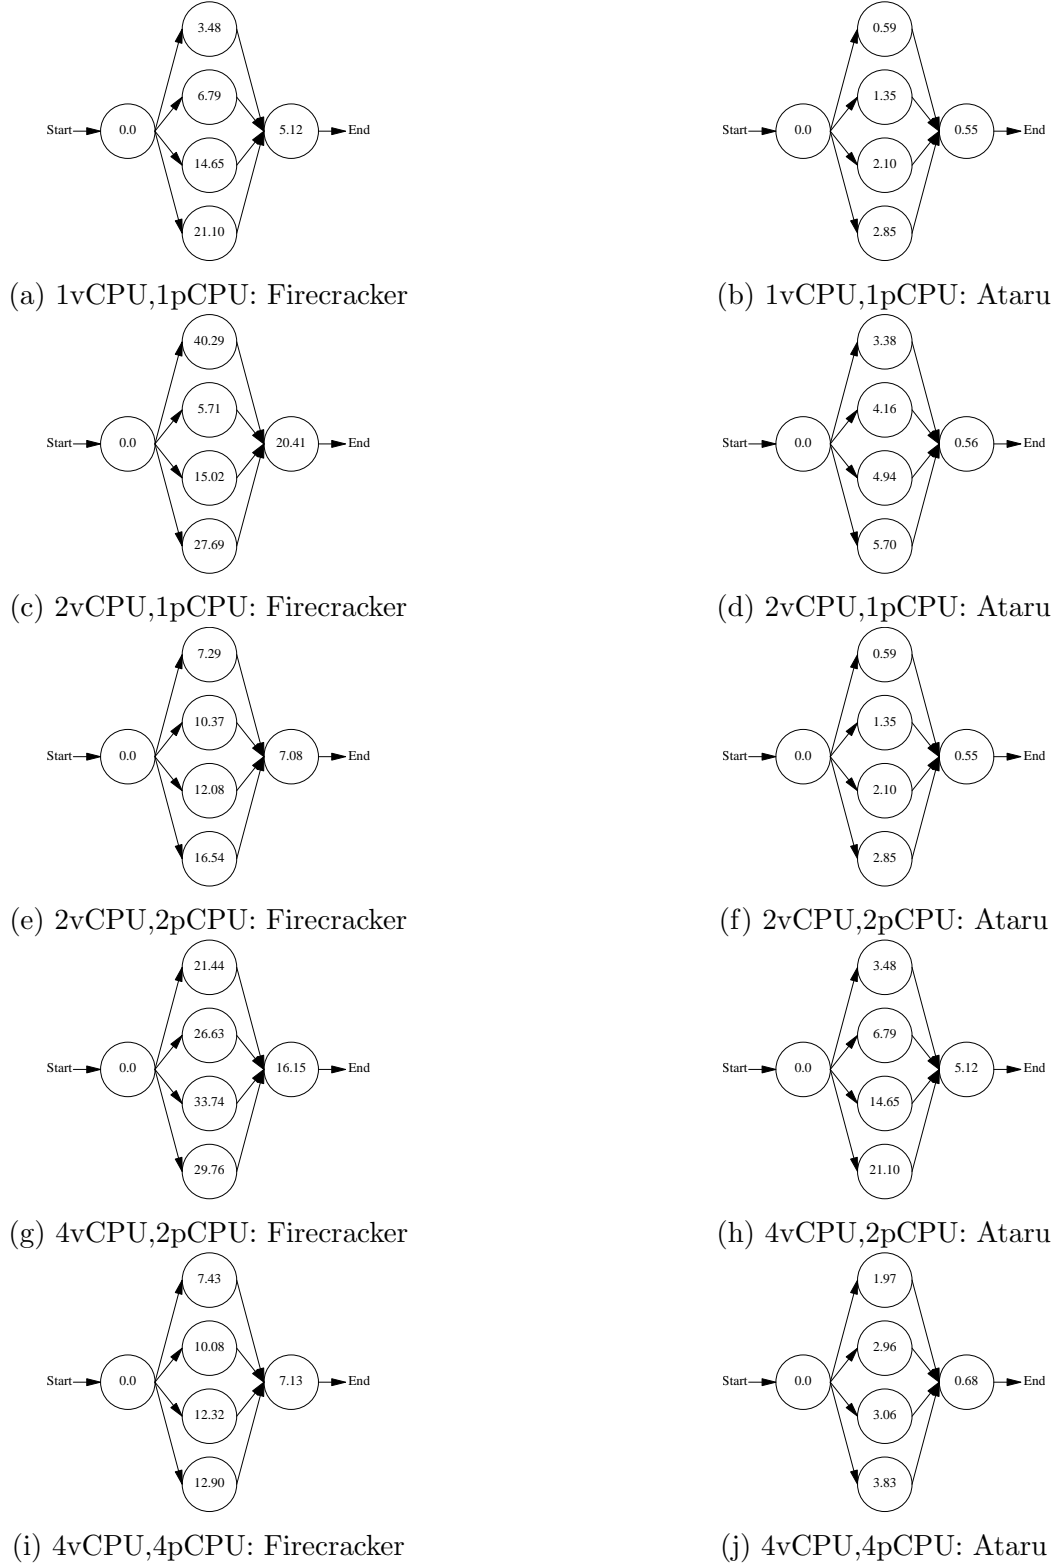 3.48
6.79
Start 0.0 5.12 End
14.65
21.10
(a) 1vCPU,1pCPU: Firecracker
0.59
1.35
Start 0.0 0.55 End
2.10
2.85
(b) 1vCPU,1pCPU: Ataru
40.29
5.71
Start 0.0 20.41 End
15.02
27.69
(c) 2vCPU,1pCPU: Firecracker
3.38
4.16
Start 0.0 0.56 End
4.94
5.70
(d) 2vCPU,1pCPU: Ataru
7.29
10.37
Start 0.0 7.08 End
12.08
16.54
(e) 2vCPU,2pCPU: Firecracker
0.59
1.35
Start 0.0 0.55 End
2.10
2.85
(f) 2vCPU,2pCPU: Ataru
21.44
26.63
Start 0.0 16.15 End
33.74
29.76
(g) 4vCPU,2pCPU: Firecracker
3.48
6.79
Start 0.0 5.12 End
14.65
21.10
(h) 4vCPU,2pCPU: Ataru
7.43
10.08
Start 0.0 7.13 End
12.32
12.90
(i) 4vCPU,4pCPU: Firecracker
1.97
2.96
Start 0.0 0.68 End
3.06
3.83
(j) 4vCPU,4pCPU: Ataru